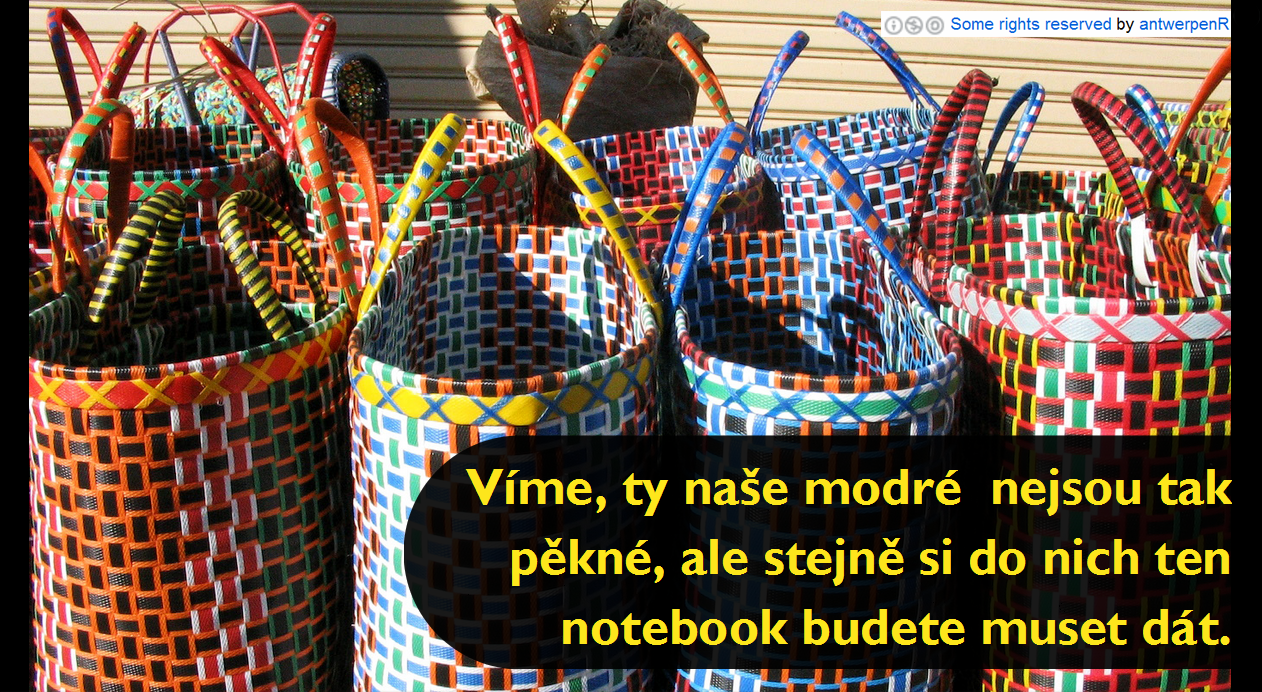 Some rights reserved by antwerpenR
Víme, ty naše modré  nejsou tak
pěkné, ale stejně si do nich ten
notebook budete muset dát.